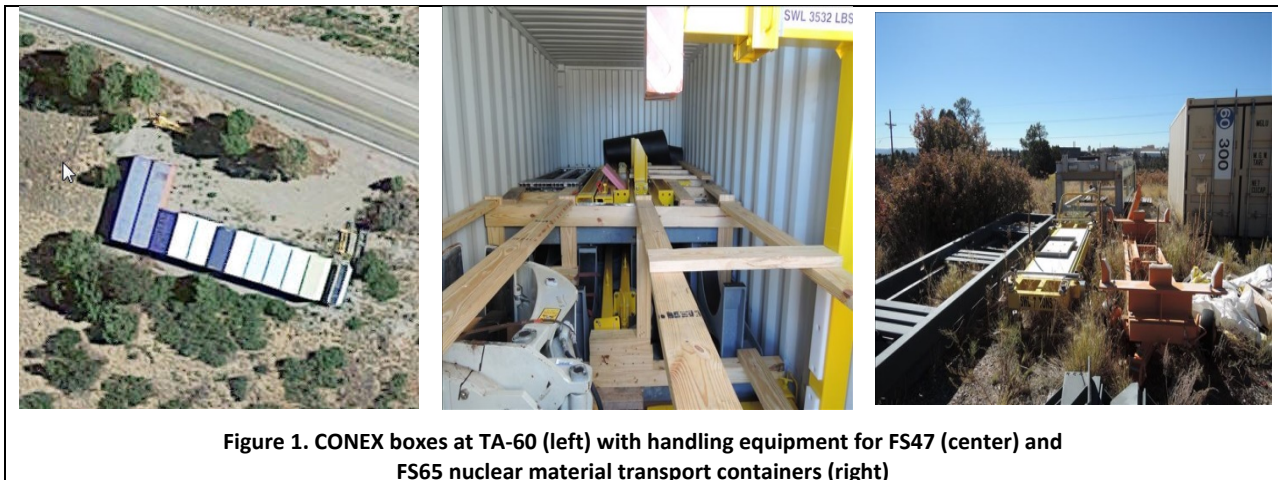 SWL 3532 LBS
60
300
Figure 1. CONEX boxes at TA-60 (left) with handling equipment for FS47 (center) and
FS65 nuclear material transport containers (right)